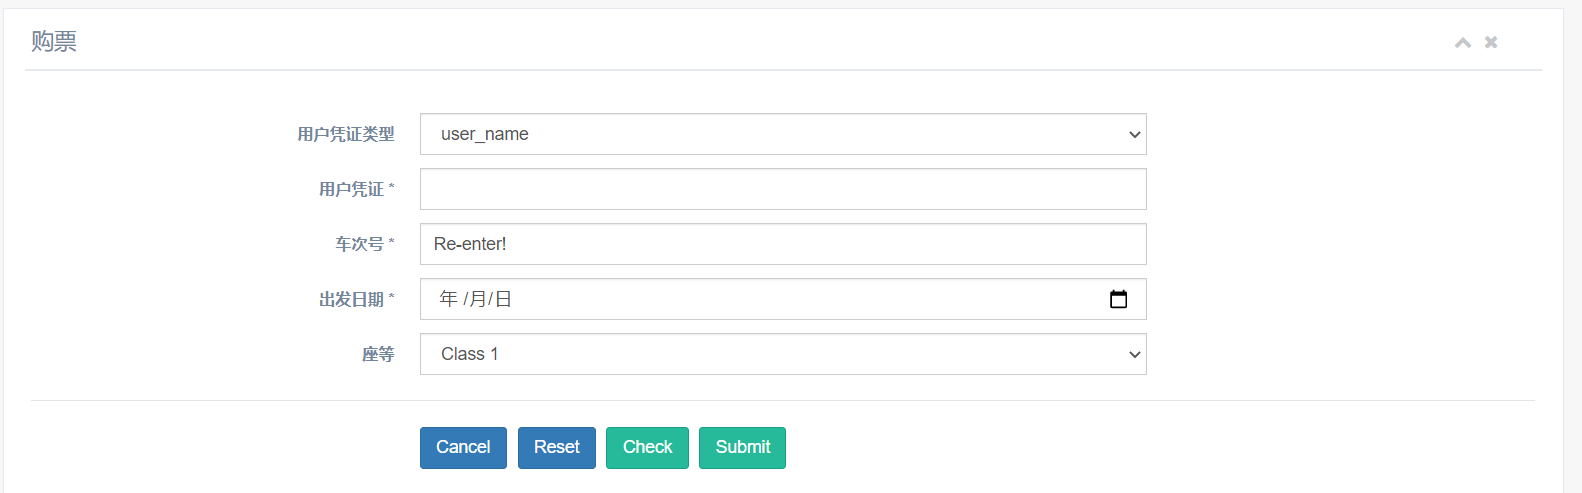 购票
用户凭证类型 user_name
用户凭证 *
车次号 * Re-enter!
出发日期 * 年 /月/日
座等 Class 1
Cancel Reset Check Submit